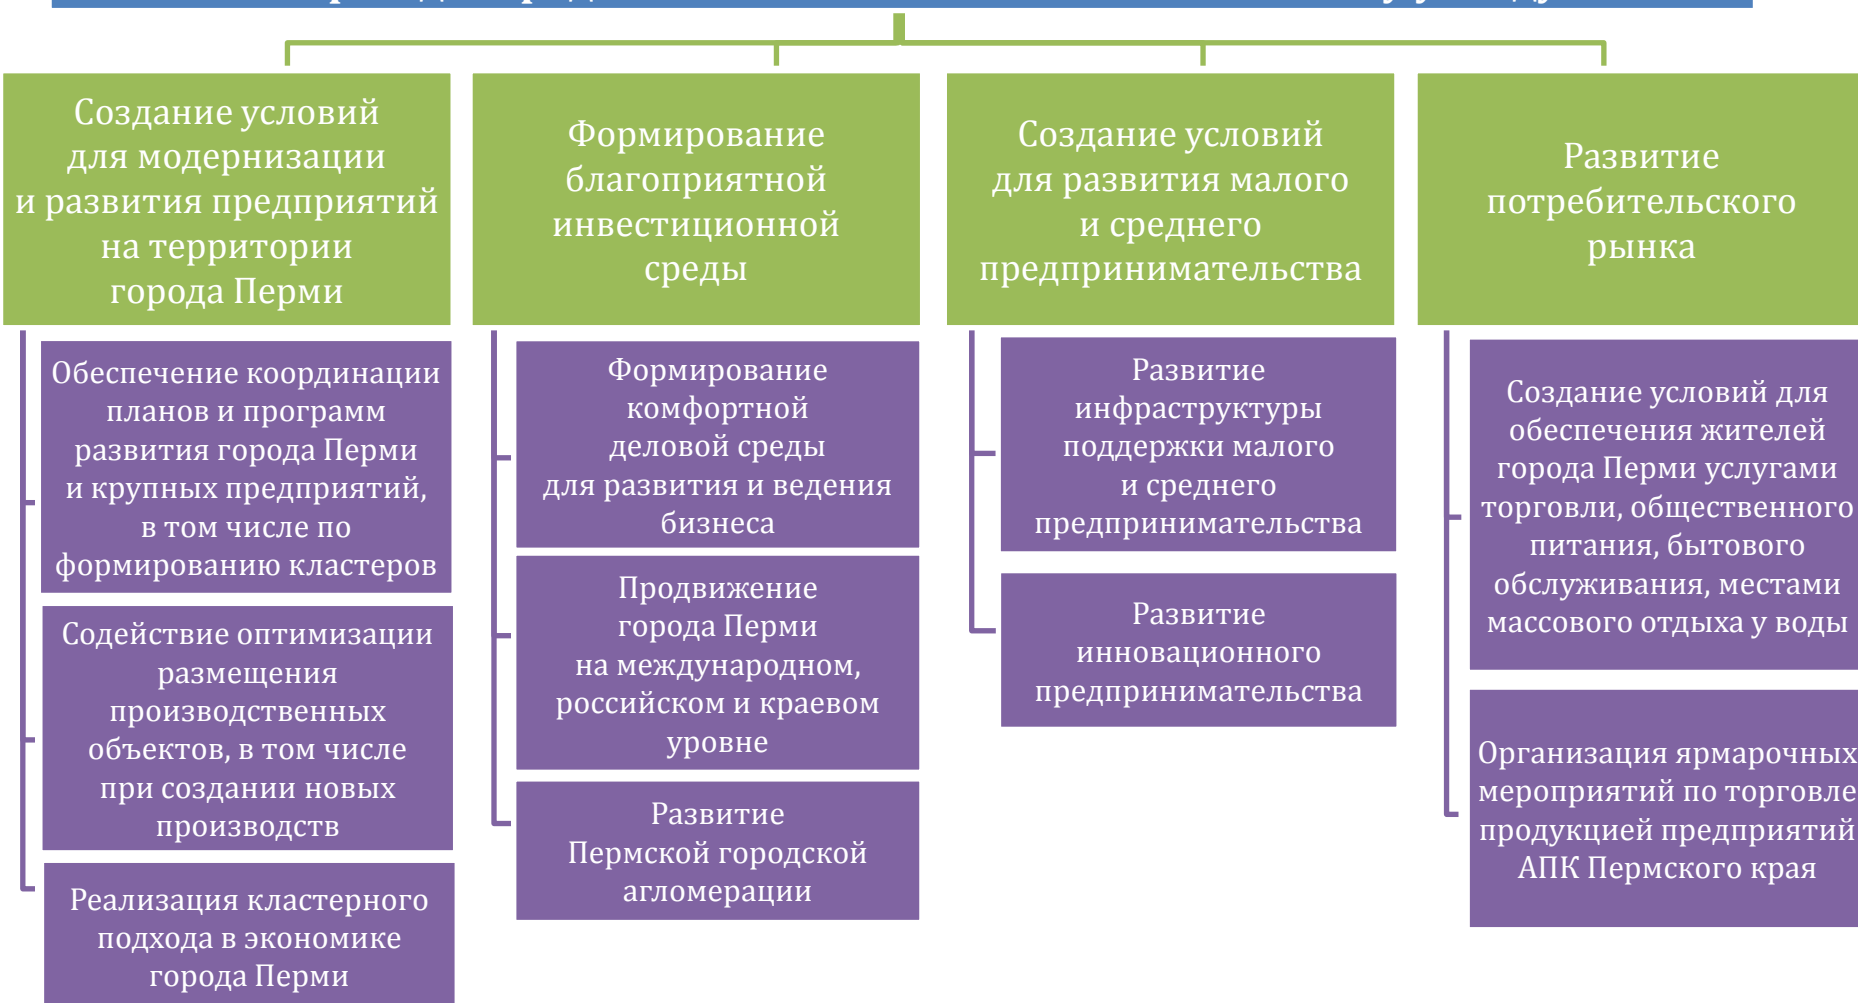 Создание условий
для модернизации
и развития предприятий
на территории
города Перми
Обеспечение координации
планов и программ
развития города Перми
и крупных предприятий,
в том числе по
формированию кластеров
Содействие оптимизации
размещения
производственных
объектов, в том числе
при создании новых
производств
Реализация кластерного
подхода в экономике
города Перми
Формирование
благоприятной
инвестиционной
среды
Формирование
комфортной
деловой среды
для развития и ведения
бизнеса
Продвижение
города Перми
на международном,
российском и краевом
уровне
Развитие
Пермской городской
агломерации
Создание условий
для развития малого
и среднего
предпринимательства
Развитие
инфраструктуры
поддержки малого
и среднего
предпринимательства
Развитие
инновационного
предпринимательства
Развитие
потребительского
рынка
Создание условий для
обеспечения жителей
города Перми услугами
торговли, общественного
питания, бытового
обслуживания, местами
массового отдыха у воды
Организация ярмарочных
мероприятий по торговле
продукцией предприятий
АПК Пермского края